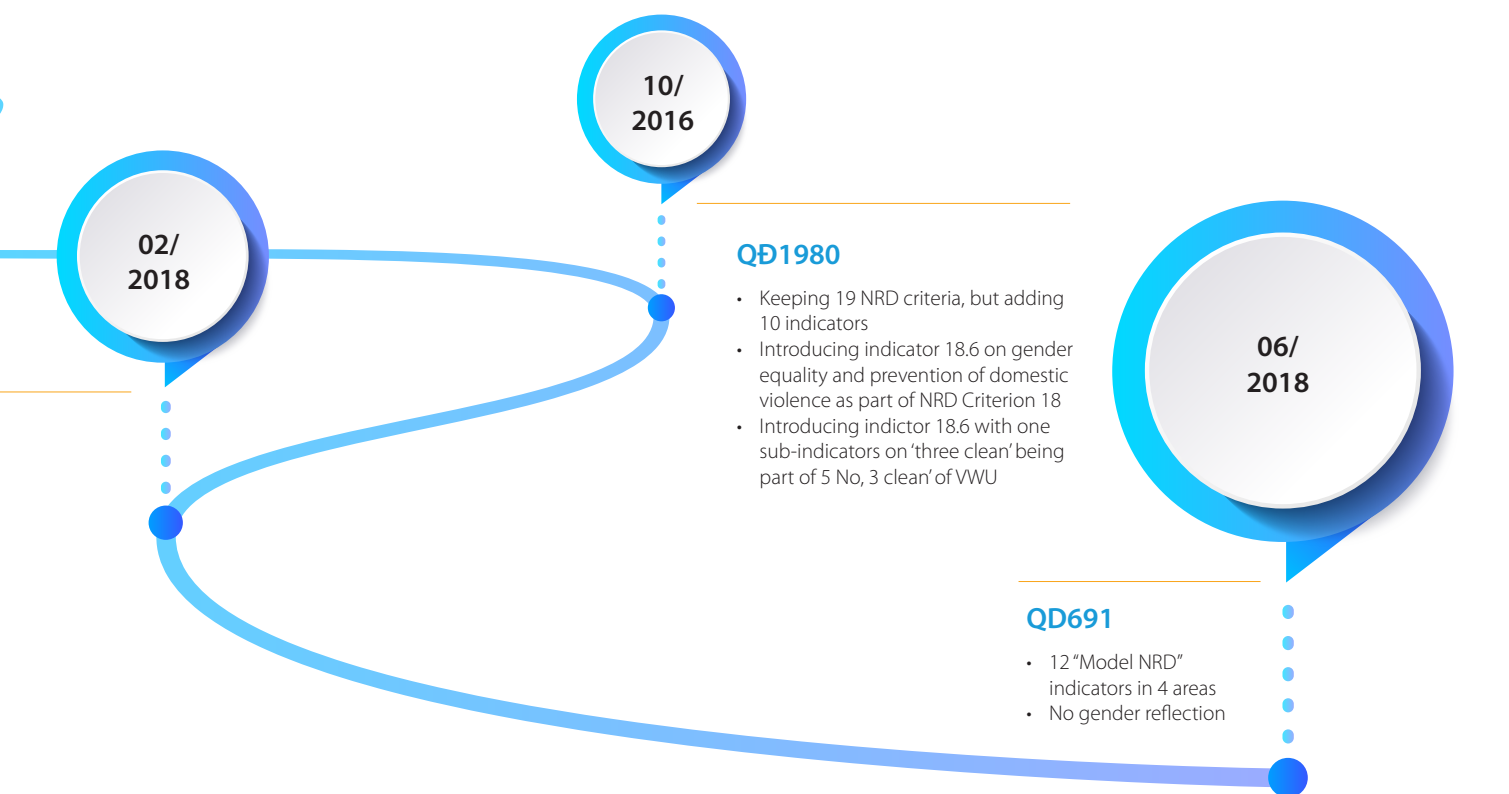 10/
2016
02/
2018
QĐ1980
• Keeping 19 NRD criteria, but adding
10 indicators
• Introducing indicator 18.6 on gender
equality and prevention of domestic
violence as part of NRD Criterion 18
• Introducing indictor 18.6 with one
sub-indicators on ‘three clean’ being
part of 5 No, 3 clean’ of VWU
06/
2018
QD691
• 12 “Model NRD”
indicators in 4 areas
• No gender reflection